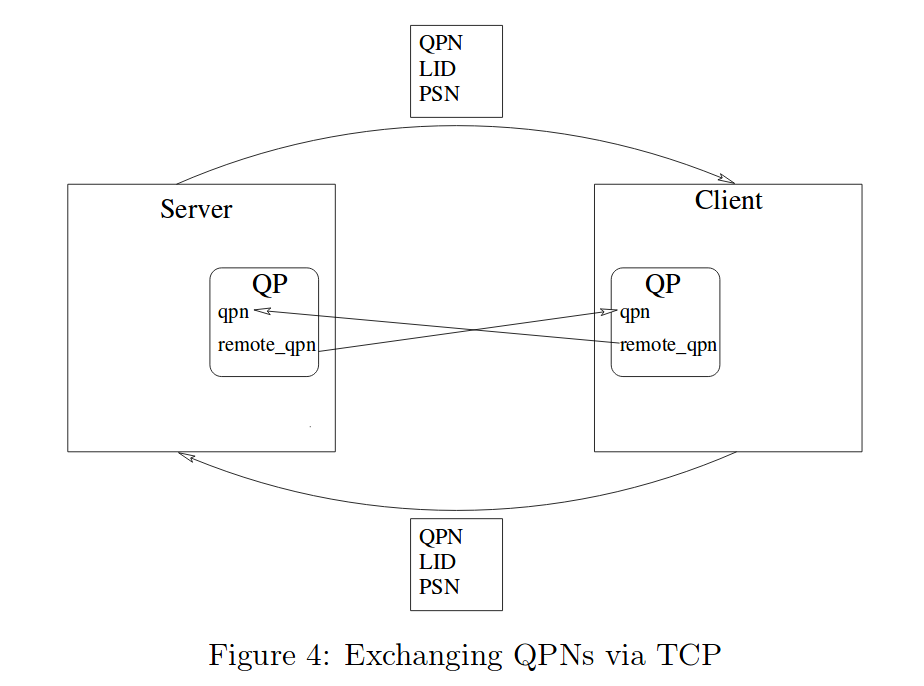 QPN
LID
PSN
Server
Client
QP
qpn
remote_qpn
QP
qpn
remote_qpn
QPN
LID
PSN
Figure 4: Exchanging QPNs via TCP